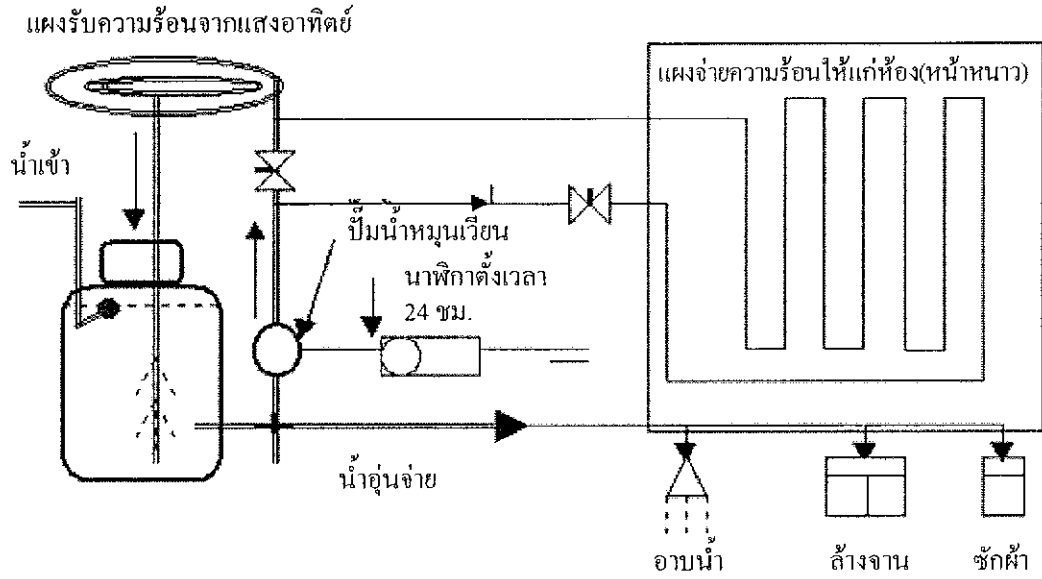 แผงรับความร้อนจากแสงอาทิตย์
แผงจ่ายความร้อนให้แก่ห้อง(หน้าหนาว)
น้ำเข้า
ปั๊มน้ำหมุนเวียน
นาฬิกาตั้งเวลา
24 ชม.
น้ำอุ่นจ่าย
อาบน้ำ
ล้างจาน
ซักผ้า